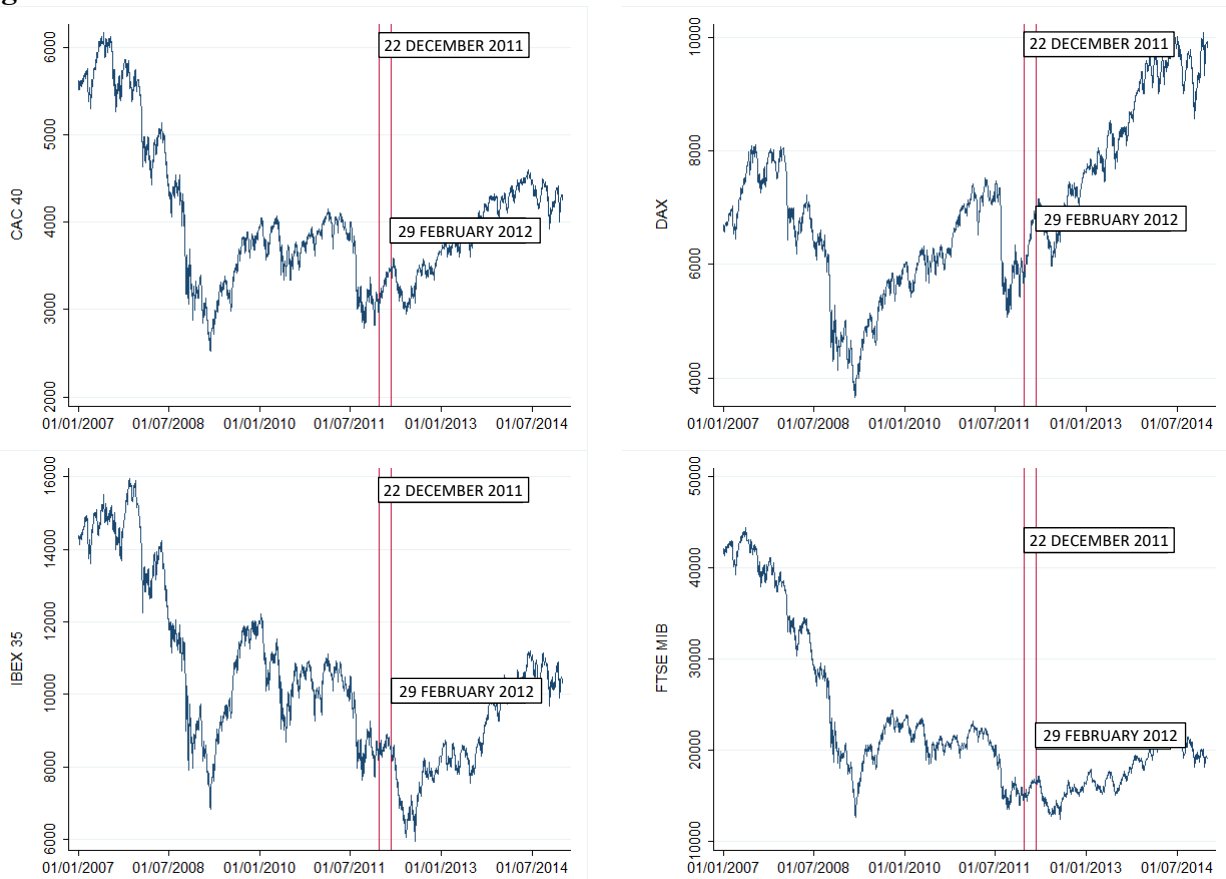 CAC 40
6000
5000
4000
3000
2000
22 DECEMBER 2011
29 FEBRUARY 2012
01/01/2007 01/07/2008 01/01/2010 01/07/2011 01/01/2013 01/07/2014
DAX
10000
8000
6000
4000
22 DECEMBER 2011
29 FEBRUARY 2012
01/01/2007 01/07/2008 01/01/2010 01/07/2011 01/01/2013 01/07/2014
IBEX 35
16000
14000
12000
10000
8000
6000
22 DECEMBER 2011
29 FEBRUARY 2012
01/01/2007 01/07/2008 01/01/2010 01/07/2011 01/01/2013 01/07/2014
FTSE MIB
50000
40000
30000
20000
10000
22 DECEMBER 2011
29 FEBRUARY 2012
01/01/2007 01/07/2008 01/01/2010 01/07/2011 01/01/2013 01/07/2014